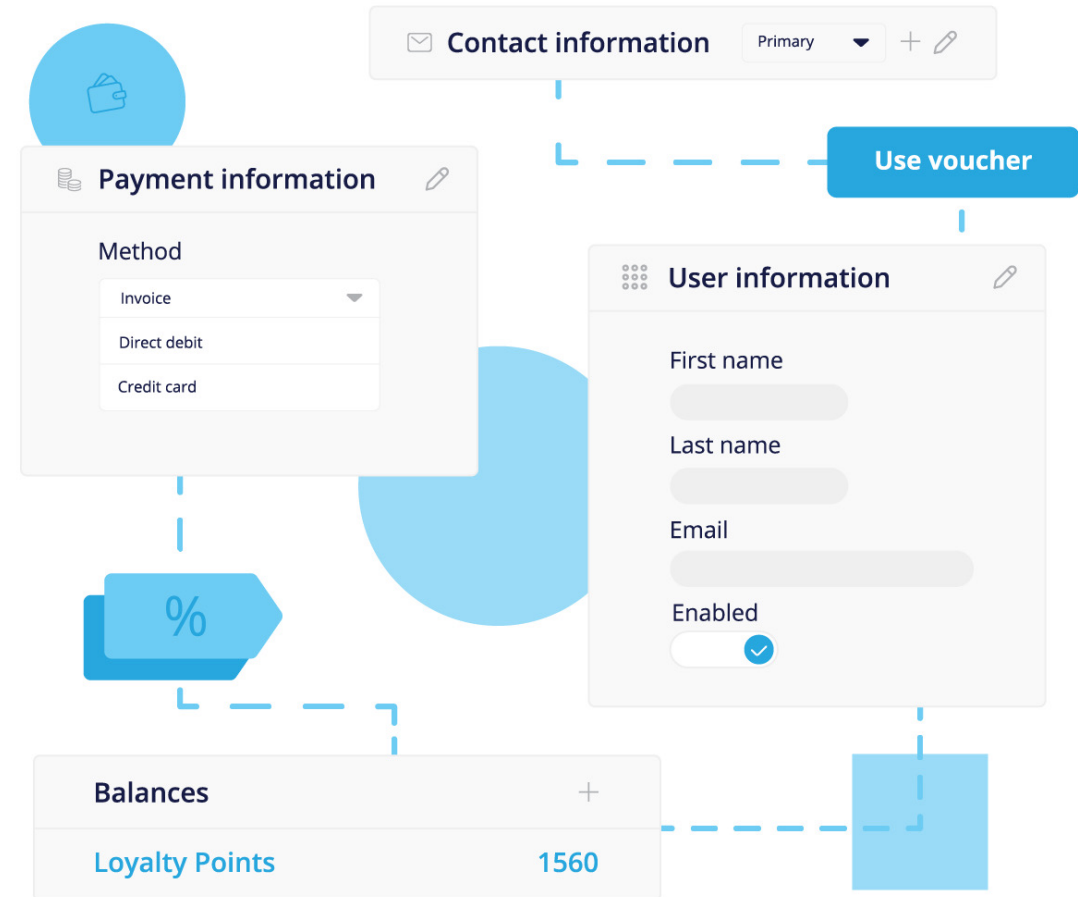 Contact information
Primary
Use voucher
Payment information
Method
Invoice
Direct debit
Credit card
User information
First name
Last name
Email
Enabled
%
Balances
Loyalty Points 1560